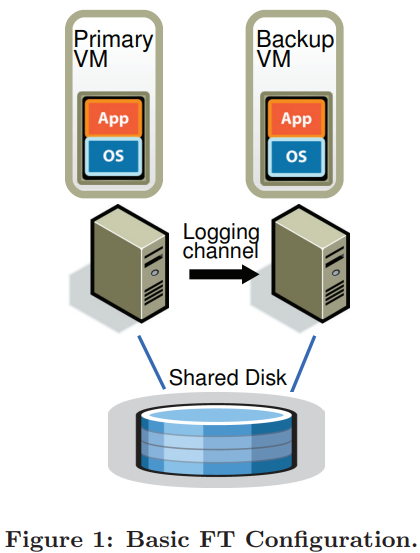 Primary
VM
Backup
VM
App
OS
App
OS
Logging
channel
Shared Disk
Figure 1: Basic FT Configuration.